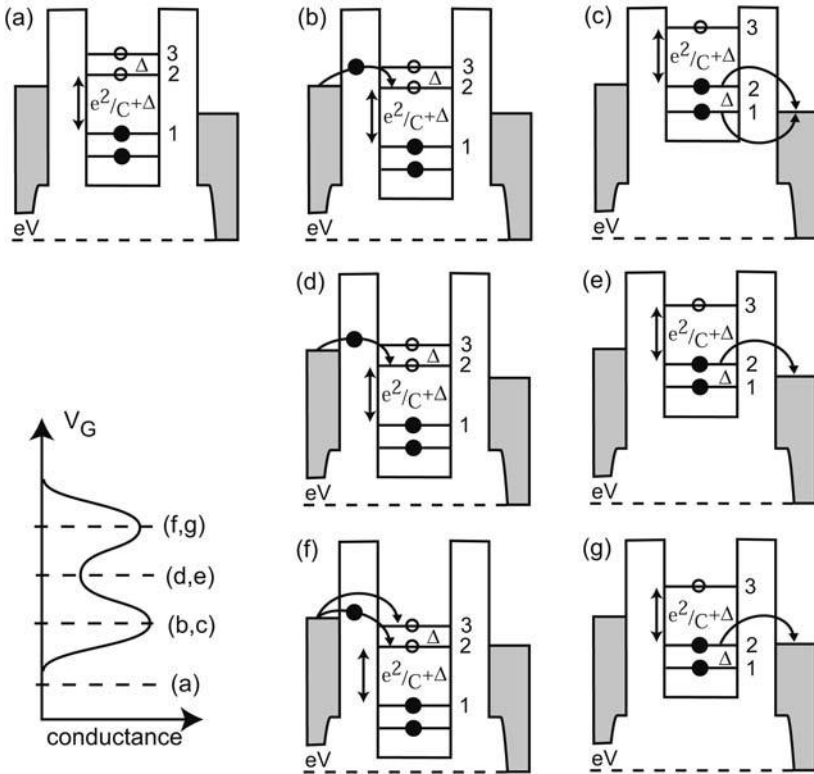 (a)
3
Δ
2
e²/C+Δ
1
eV
(b)
3
Δ
2
e²/C+Δ
1
eV
(c)
3
e²/C+Δ
2
Δ
1
eV
(d)
3
Δ
2
e²/C+Δ
1
eV
(e)
3
e²/C+Δ
2
Δ
1
eV
V_G
(f,g)
(d,e)
(b,c)
(a)
conductance
(f)
3
Δ
2
e²/C+Δ
1
eV
(g)
3
e²/C+Δ
2
Δ
1
eV